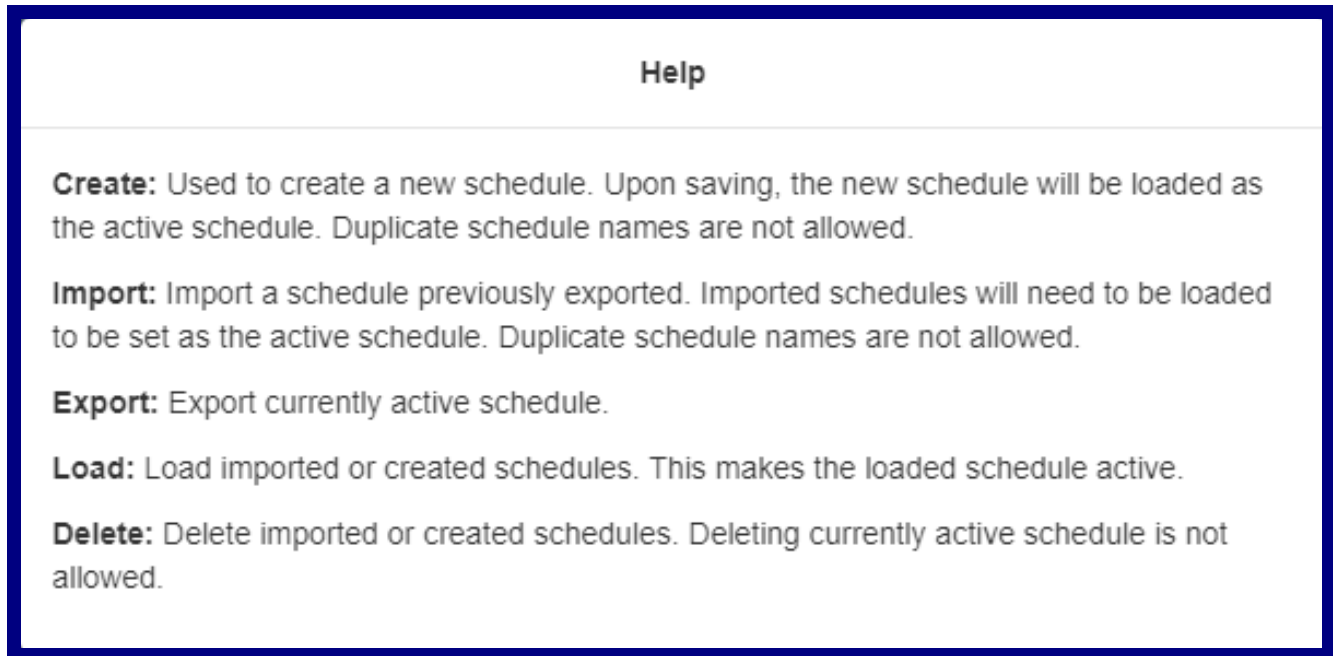 Help
Create: Used to create a new schedule. Upon saving, the new schedule will be loaded as
the active schedule. Duplicate schedule names are not allowed.
Import: Import a schedule previously exported. Imported schedules will need to be loaded
to be set as the active schedule. Duplicate schedule names are not allowed.
Export: Export currently active schedule.
Load: Load imported or created schedules. This makes the loaded schedule active.
Delete: Delete imported or created schedules. Deleting currently active schedule is not
allowed.